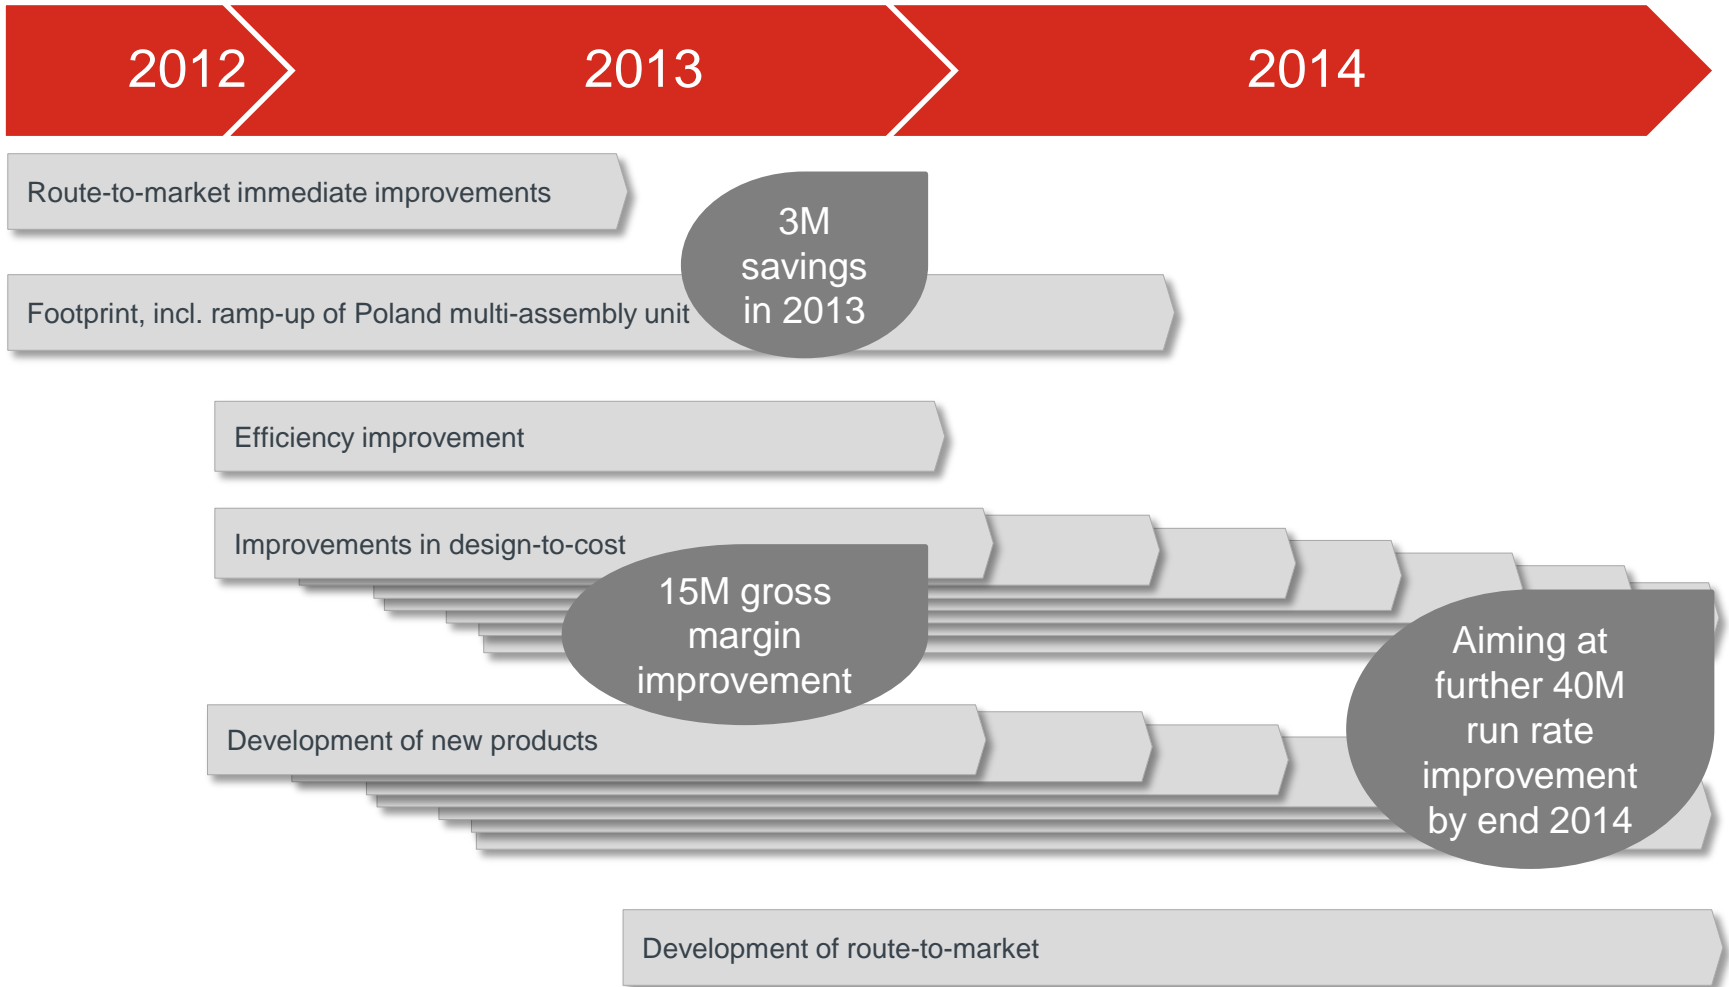 2012
2013
2014
Route-to-market immediate improvements
3M
savings
in 2013
Footprint, incl. ramp-up of Poland multi-assembly unit
Efficiency improvement
Improvements in design-to-cost
15M gross
margin
improvement
Aiming at
further 40M
run rate
improvement
by end 2014
Development of new products
Development of route-to-market